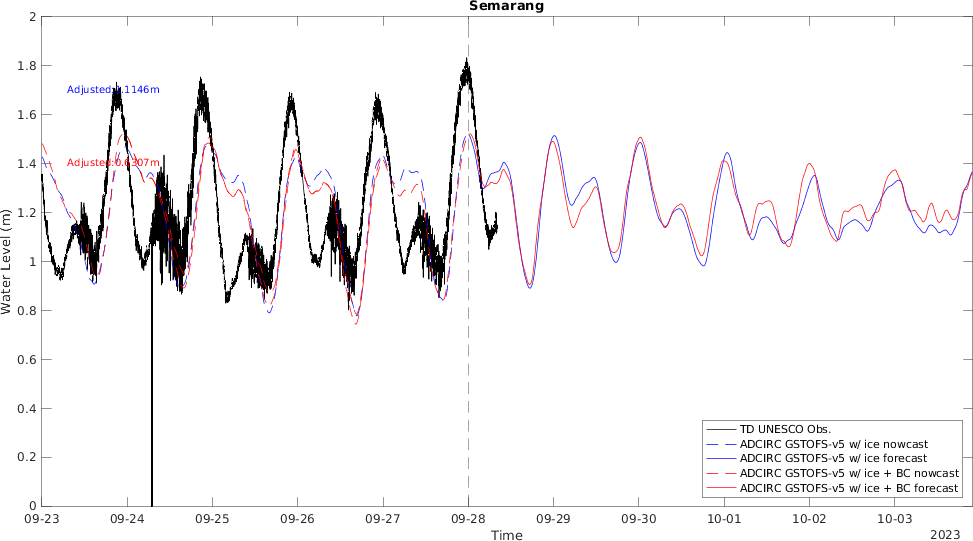 Semarang
2
1.8
1.6
1.4
1.2
1
0.8
0.6
0.4
0.2
0
Water Level (m)
Adjusted:
1146m
Adjusted:
307m
TD UNESCO Obs.
ADCIRC GSTOFS-v5 w/ ice nowcast
ADCIRC GSTOFS-v5 w/ ice forecast
ADCIRC GSTOFS-v5 w/ ice + BC nowcast
ADCIRC GSTOFS-v5 w/ ice + BC forecast
09-23
09-24
09-25
09-26
09-27
09-28
09-29
09-30
10-01
10-02
10-03
Time
2023